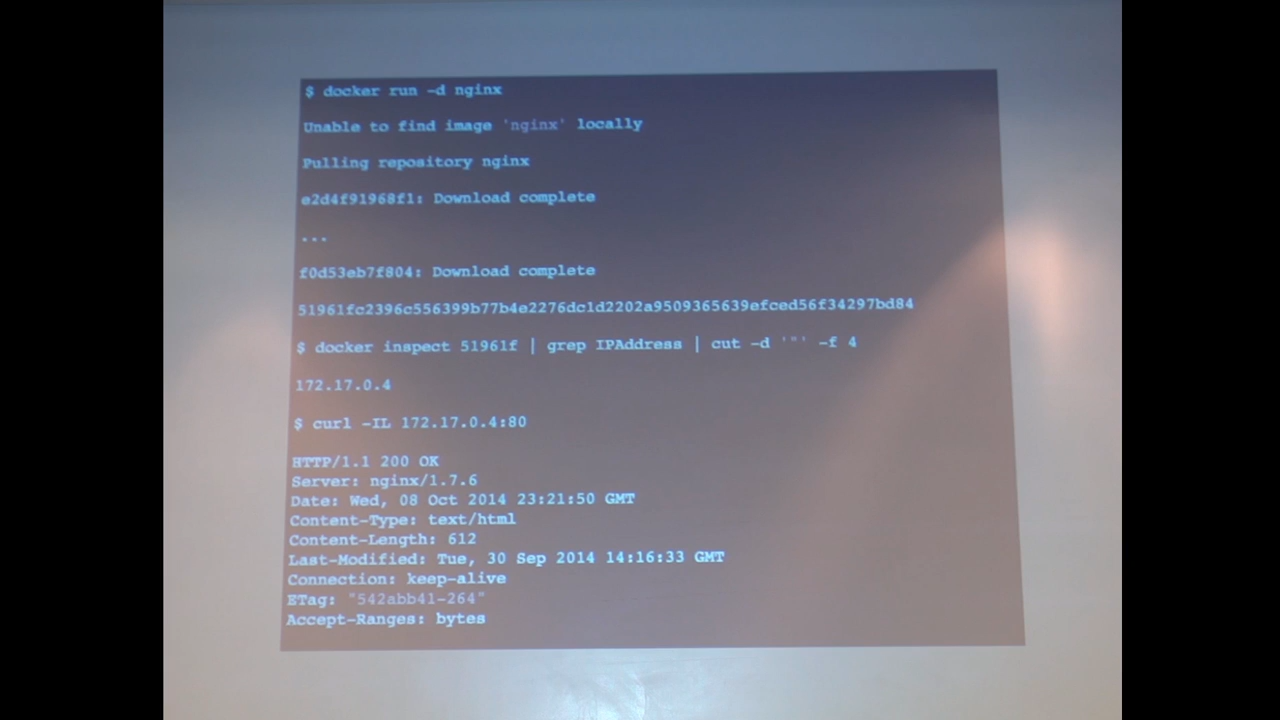 $ docker run -d nginx
Unable to find image 'nginx' locally
Pulling repository nginx
e2d4f91968f1: Download complete
...
f0d53eb7f804: Download complete
51961fc2396c556399b77b4e2276dc1d2202a9509365639efced56f34297bd84
$ docker inspect 51961f | grep IPAddress | cut -d '"' -f 4
172.17.0.4
$ curl -IL 172.17.0.4:80
HTTP/1.1 200 OK
Server: nginx/1.7.6
Date: Wed, 08 Oct 2014 23:21:50 GMT
Content-Type: text/html
Content-Length: 612
Last-Modified: Tue, 30 Sep 2014 14:16:33 GMT
Connection: keep-alive
ETag: "542abb41-264"
Accept-Ranges: bytes